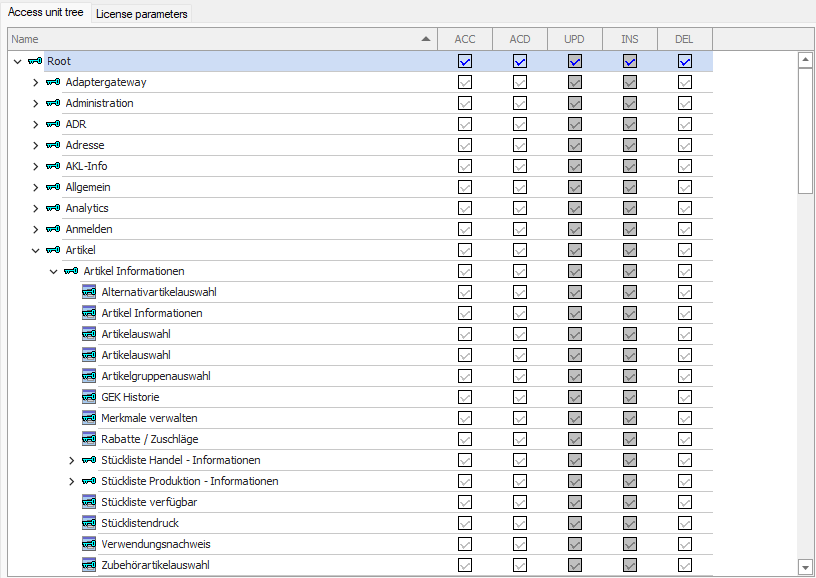 Access unit tree License parameters
Name ACC ACD UPD INS DEL
Root
Adaptergateway
Administration
ADR
Adresse
AKL-Info
Allgemein
Analytics
Anmelden
Artikel
Artikel Informationen
Alternativartikelauswahl
Artikel Informationen
Artikelauswahl
Artikelauswahl
Artikelgruppenauswahl
GEK Historie
Merkmale verwalten
Rabatte / Zuschläge
Stückliste Handel - Informationen
Stückliste Produktion - Informationen
Stückliste verfügbar
Stücklistendruck
Verwendungsnachweis
Zubehörartikelauswahl